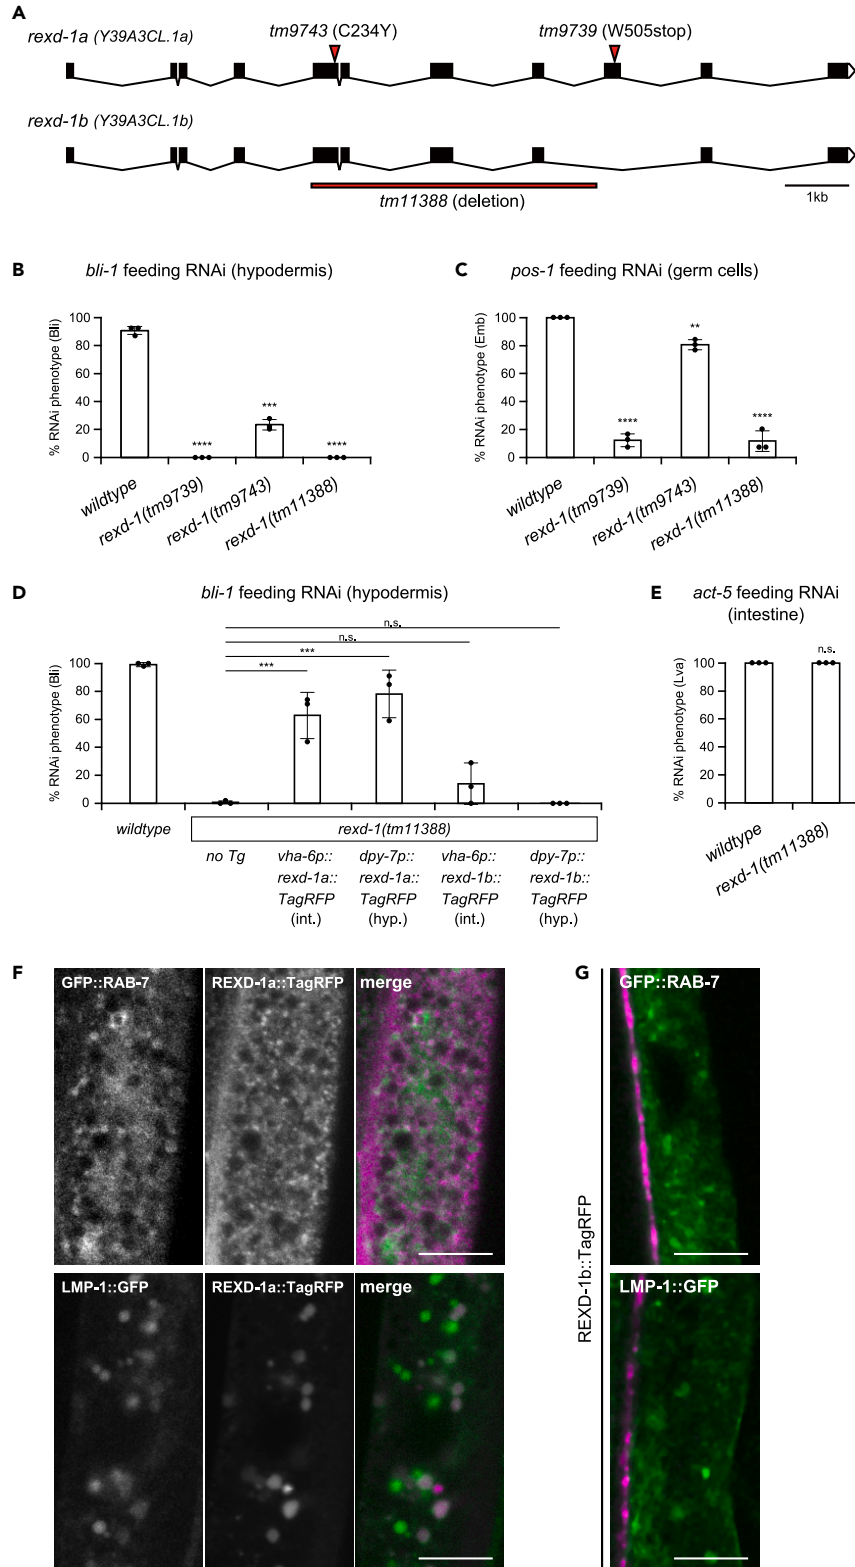 A
rexd-1a (Y39A3CL.1a)
tm9743 (C234Y)
tm9739 (W505stop)
rexd-1b (Y39A3CL.1b)
tm11388 (deletion)
1kb
B
bli-1 feeding RNAi (hypodermis)
% RNAi phenotype (Bli)
100
80
60
40
20
0
****
***
****
wildtype
rexd-1(tm9739)
rexd-1(tm9743)
rexd-1(tm11388)
C
pos-1 feeding RNAi (germ cells)
% RNAi phenotype (Emb)
100
80
60
40
20
0
****
**
****
wildtype
rexd-1(tm9739)
rexd-1(tm9743)
rexd-1(tm11388)
D
bli-1 feeding RNAi (hypodermis)
n.s.
n.s.
***
***
% RNAi phenotype (Bli)
100
80
60
40
20
0
wildtype
rexd-1(tm11388)
no Tg
vha-6p::
rexd-1a::
TagRFP
(int.)
dpy-7p::
rexd-1a::
TagRFP
(hyp.)
vha-6p::
rexd-1b::
TagRFP
(int.)
dpy-7p::
rexd-1b::
TagRFP
(hyp.)
E
act-5 feeding RNAi
(intestine)
% RNAi phenotype (Lva)
100
80
60
40
20
0
n.s.
wildtype
rexd-1(tm11388)
F
GFP::RAB-7
REXD-1a::TagRFP
merge
LMP-1::GFP
REXD-1a::TagRFP
merge
G
REXD-1b::TagRFP
GFP::RAB-7
LMP-1::GFP